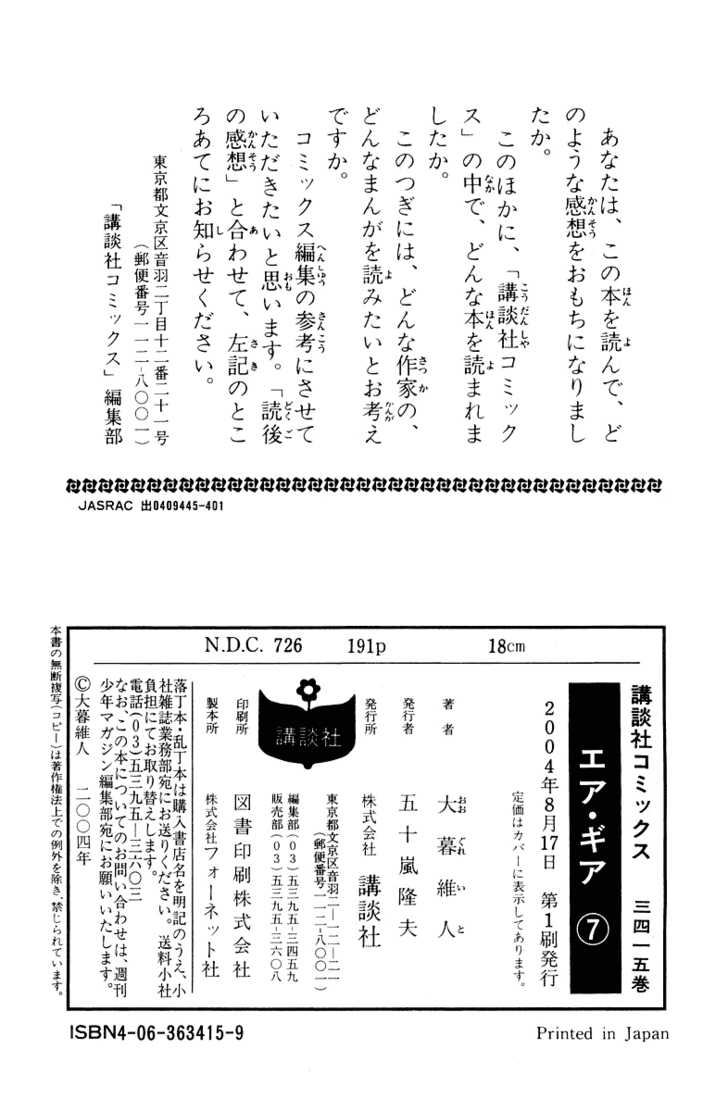 あなたは、この本を読んで、ど
のような感想をおもちになりまし
たか。
このほかに、「講談社コミック
ス」の中で、どんな本を読まれま
したか。
このつぎには、どんな作家の、
どんなまんがを読みたいとお考え
ですか。
コミックス編集の参考にさせて
いただきたいと思います。「読後
の感想」と合わせて、左記のとこ
ろあてにお知らせください。
東京都文京区音羽二丁目十二番二十一号
(郵便番号一一二-八〇〇一)
「講談社コミックス」編集部
JASRAC 出0409445-401
N.D.C. 726 191p 18cm
講談社コミックス 三四一五巻
エア・ギア ⑦
2004年8月17日 第1刷発行
定価はカバーに表示してあります。
著者 大暮維人
発行者 五十嵐隆夫
発行所 株式会社 講談社
東京都文京区音羽二-一二-二一
(郵便番号一一二-八〇〇一)
編集部(03)五三九五-三四五九
販売部(03)五三九五-三六〇八
講談社
印刷所 図書印刷株式会社
製本所 株式会社フォーネット社
落丁本・乱丁本は購入書店名を明記のうえ、小
社雑誌業務部宛にお送りください。送料小社
負担にてお取り替えします。
電話(03)五三九五-三六〇三
なお、この本についてのお問い合わせは、週刊
少年マガジン編集部宛にお願いいたします。
©大暮維人 二〇〇四年
本書の無断複写(コピー)は著作権法上での例外を除き、禁じられています。
ISBN4-06-363415-9
Printed in Japan